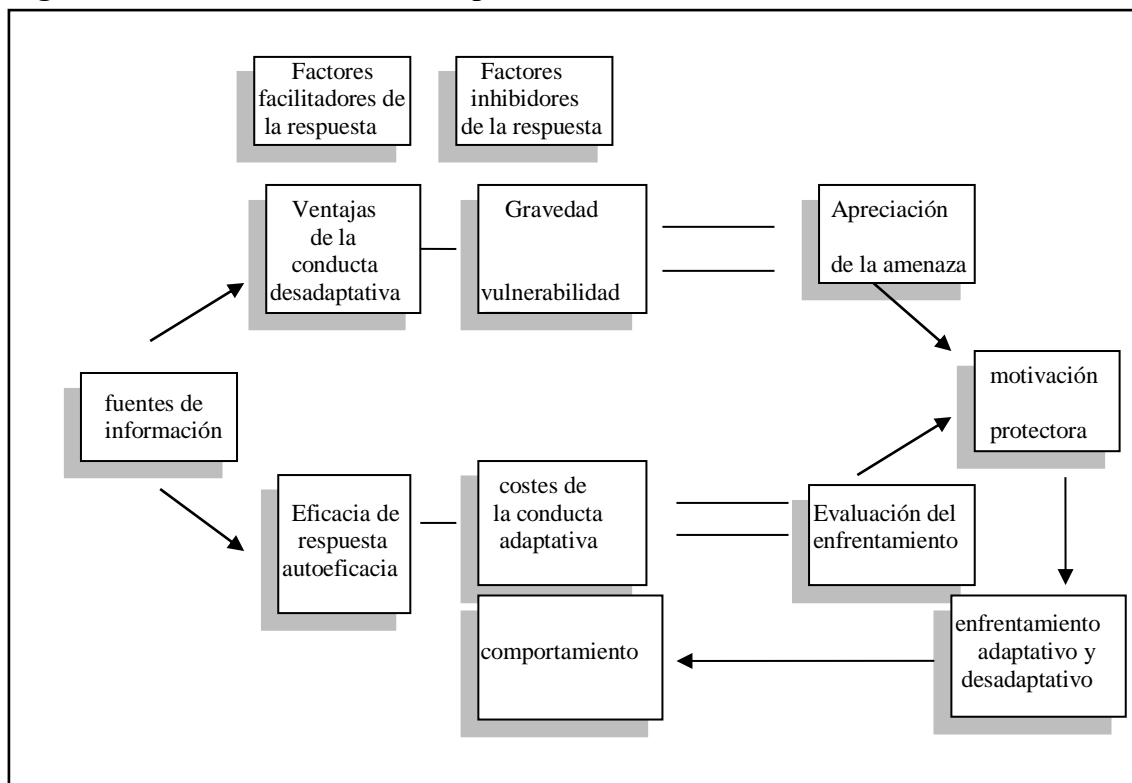 Factores
facilitadores de
la respuesta
Factores
inhibidores
de la respuesta
Ventajas
de la
conducta
desadaptativa
Gravedad
vulnerabilidad
Apreciación
de la amenaza
fuentes de
información
motivación
protectora
Eficacia de
respuesta
autoeficacia
costes de
la conducta
adaptativa
Evaluación del
enfrentamiento
comportamiento
enfrentamiento
adaptativo y
desadaptativo